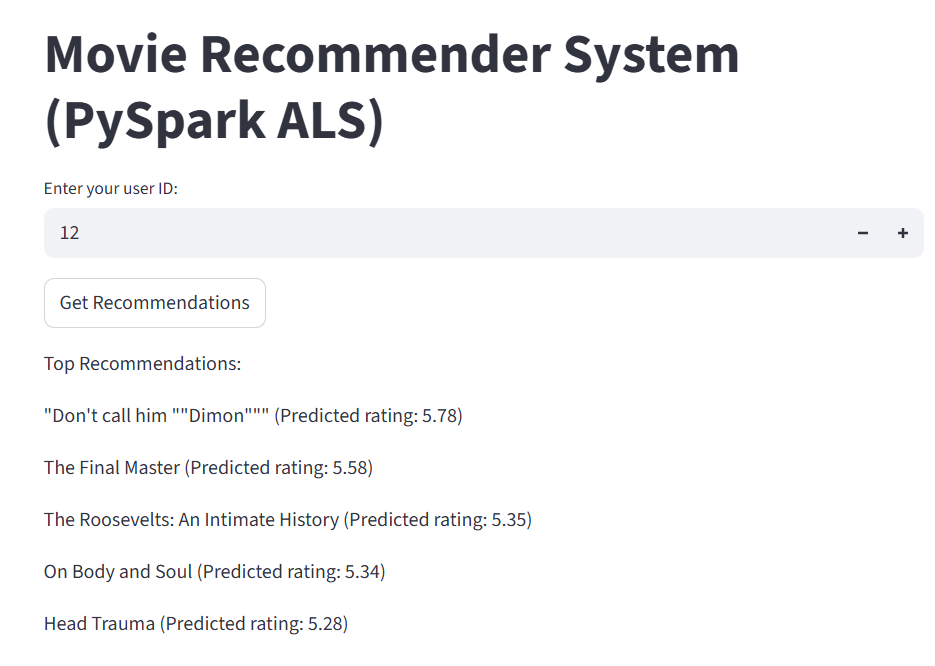 Movie Recommender System
(PySpark ALS)
Enter your user ID:
12
Get Recommendations
Top Recommendations:
"Don't call him ""Dimon""" (Predicted rating: 5.78)
The Final Master (Predicted rating: 5.58)
The Roosevelts: An Intimate History (Predicted rating: 5.35)
On Body and Soul (Predicted rating: 5.34)
Head Trauma (Predicted rating: 5.28)